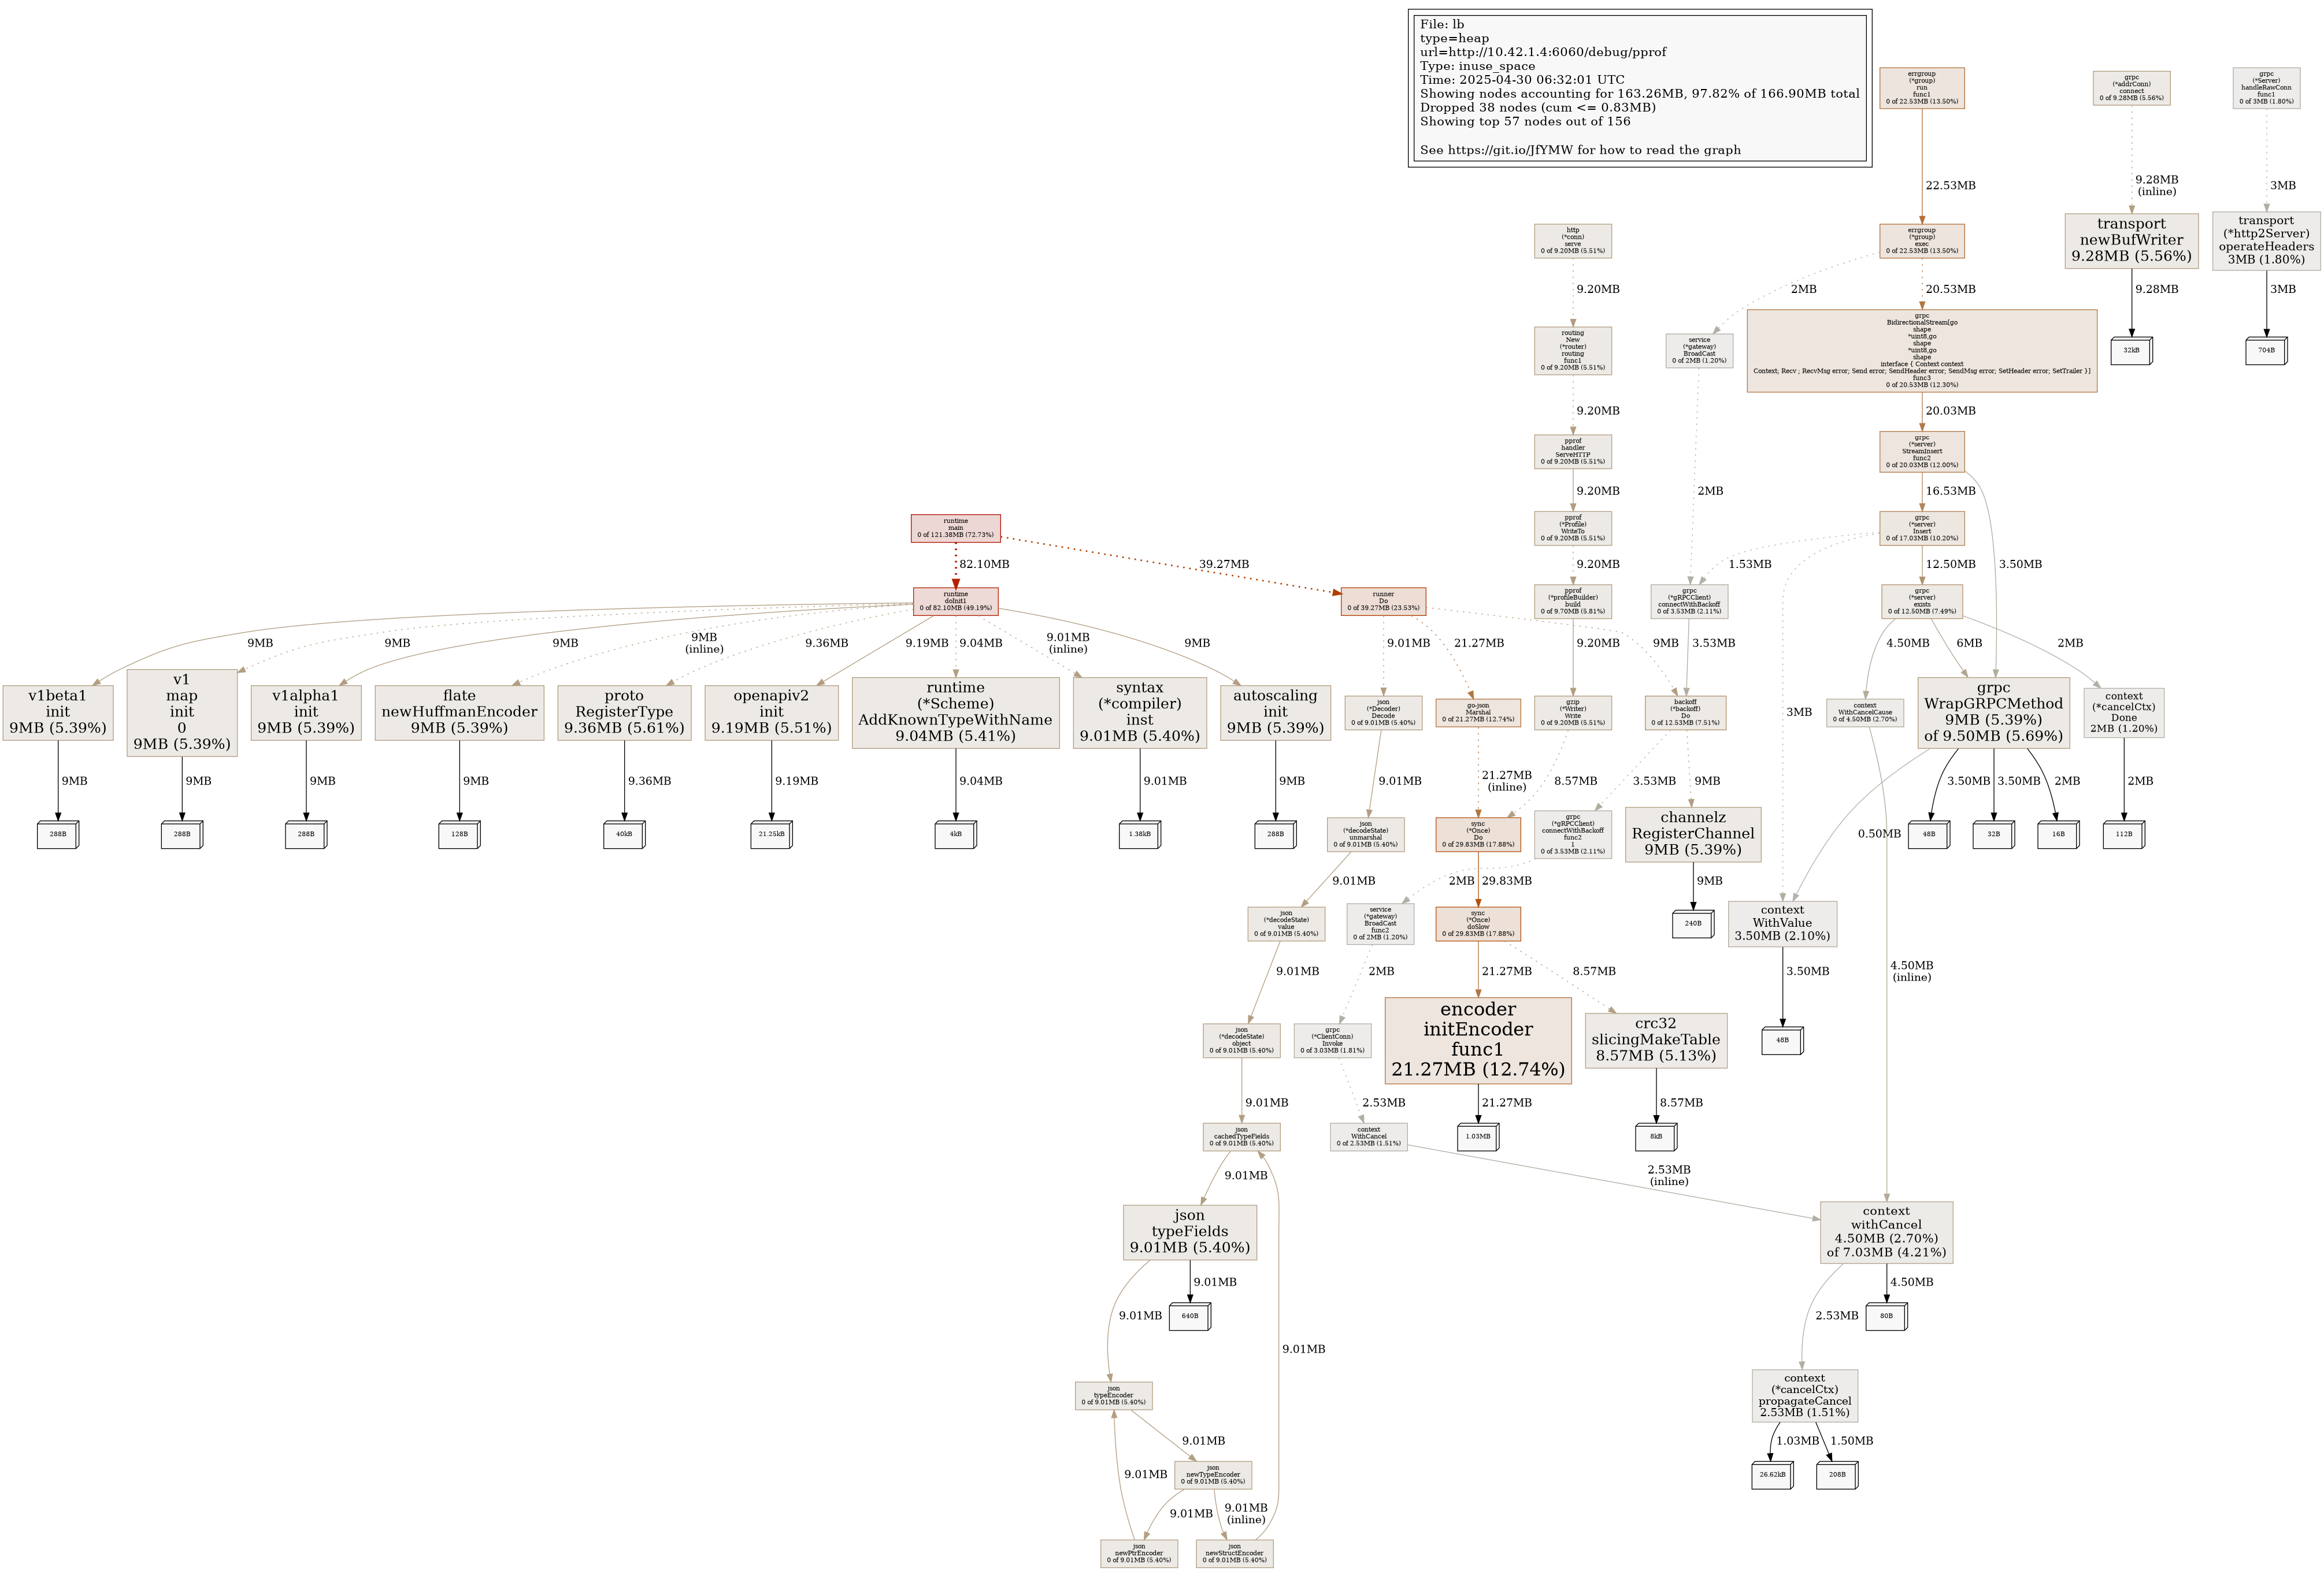 File: lb
type=heap
url=http://10.42.1.4:6060/debug/pprof
Type: inuse_space
Time: 2025-04-30 06:32:01 UTC
Showing nodes accounting for 163.26MB, 97.82% of 166.90MB total
Dropped 38 nodes (cum <= 0.83MB)
Showing top 57 nodes out of 156
See https://git.io/JfYMW for how to read the graph
errgroup
(*group)
run
func1
0 of 22.53MB (13.50%)
grpc
(*addrConn)
connect
0 of 9.28MB (5.56%)
grpc
(*Server)
handleRawConn
func1
0 of 3MB (1.80%)
22.53MB
9.28MB
(inline)
3MB
http
(*conn)
serve
0 of 9.20MB (5.51%)
errgroup
(*group)
exec
0 of 22.53MB (13.50%)
transport
newBufWriter
9.28MB (5.56%)
transport
(*http2Server)
operateHeaders
3MB (1.80%)
9.20MB
2MB
20.53MB
9.28MB
3MB
routing
New
(*router)
routing
func1
0 of 9.20MB (5.51%)
service
(*gateway)
BroadCast
0 of 2MB (1.20%)
grpc
BidirectionalStream[go
shape
*uint8,go
shape
*uint8,go
shape
interface { Context context
Context; Recv ; RecvMsg error; Send error; SendHeader error; SendMsg error; SetHeader error; SetTrailer }]
func3
0 of 20.53MB (12.30%)
32kB
704B
9.20MB
20.03MB
pprof
handler
ServeHTTP
0 of 9.20MB (5.51%)
grpc
(*server)
StreamInsert
func2
0 of 20.03MB (12.00%)
9.20MB
2MB
16.53MB
runtime
main
0 of 121.38MB (72.73%)
pprof
(*Profile)
WriteTo
0 of 9.20MB (5.51%)
grpc
(*server)
Insert
0 of 17.03MB (10.20%)
82.10MB
39.27MB
9.20MB
1.53MB
12.50MB
3.50MB
runtime
doInit1
0 of 82.10MB (49.19%)
runner
Do
0 of 39.27MB (23.53%)
pprof
(*profileBuilder)
build
0 of 9.70MB (5.81%)
grpc
(*gRPCClient)
connectWithBackoff
0 of 3.53MB (2.11%)
grpc
(*server)
exists
0 of 12.50MB (7.49%)
9MB
9MB
9MB
9MB
(inline)
9.36MB
9.19MB
9.04MB
9.01MB
(inline)
9MB
9.01MB
21.27MB
9.20MB
9MB
3.53MB
4.50MB
6MB
2MB
v1beta1
init
9MB (5.39%)
v1
map
init
0
9MB (5.39%)
v1alpha1
init
9MB (5.39%)
flate
newHuffmanEncoder
9MB (5.39%)
proto
RegisterType
9.36MB (5.61%)
openapiv2
init
9.19MB (5.51%)
runtime
(*Scheme)
AddKnownTypeWithName
9.04MB (5.41%)
syntax
(*compiler)
inst
9.01MB (5.40%)
autoscaling
init
9MB (5.39%)
json
(*Decoder)
Decode
0 of 9.01MB (5.40%)
go-json
Marshal
0 of 21.27MB (12.74%)
gzip
(*Writer)
Write
0 of 9.20MB (5.51%)
backoff
(*backoff)
Do
0 of 12.53MB (7.51%)
context
WithCancelCause
0 of 4.50MB (2.70%)
grpc
WrapGRPCMethod
9MB (5.39%)
of 9.50MB (5.69%)
context
(*cancelCtx)
Done
2MB (1.20%)
9MB
9MB
9MB
9MB
9.36MB
9.19MB
9.04MB
9.01MB
9MB
9.01MB
21.27MB
(inline)
8.57MB
3.53MB
9MB
3MB
0.50MB
3.50MB
3.50MB
2MB
2MB
288B
288B
288B
128B
40kB
21.25kB
4kB
1.38kB
288B
json
(*decodeState)
unmarshal
0 of 9.01MB (5.40%)
sync
(*Once)
Do
0 of 29.83MB (17.88%)
grpc
(*gRPCClient)
connectWithBackoff
func2
1
0 of 3.53MB (2.11%)
channelz
RegisterChannel
9MB (5.39%)
48B
32B
16B
112B
9.01MB
29.83MB
2MB
9MB
json
(*decodeState)
value
0 of 9.01MB (5.40%)
service
(*gateway)
BroadCast
func2
0 of 2MB (1.20%)
sync
(*Once)
doSlow
0 of 29.83MB (17.88%)
240B
context
WithValue
3.50MB (2.10%)
9.01MB
2MB
21.27MB
8.57MB
3.50MB
4.50MB
(inline)
json
(*decodeState)
object
0 of 9.01MB (5.40%)
grpc
(*ClientConn)
Invoke
0 of 3.03MB (1.81%)
encoder
initEncoder
func1
21.27MB (12.74%)
crc32
slicingMakeTable
8.57MB (5.13%)
48B
9.01MB
2.53MB
21.27MB
8.57MB
json
cachedTypeFields
0 of 9.01MB (5.40%)
context
WithCancel
0 of 2.53MB (1.51%)
1.03MB
8kB
9.01MB
2.53MB
(inline)
json
typeFields
9.01MB (5.40%)
context
withCancel
4.50MB (2.70%)
of 7.03MB (4.21%)
9.01MB
9.01MB
9.01MB
2.53MB
4.50MB
640B
80B
json
typeEncoder
0 of 9.01MB (5.40%)
context
(*cancelCtx)
propagateCancel
2.53MB (1.51%)
9.01MB
1.03MB
1.50MB
json
newTypeEncoder
0 of 9.01MB (5.40%)
26.62kB
208B
9.01MB
9.01MB
9.01MB
(inline)
json
newPtrEncoder
0 of 9.01MB (5.40%)
json
newStructEncoder
0 of 9.01MB (5.40%)